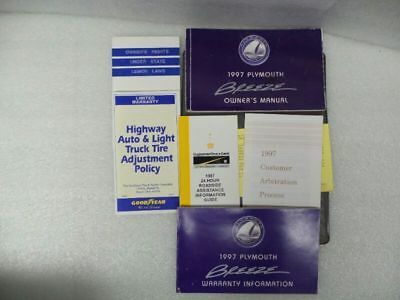 OWNER'S RIGHTS
UNDER STATE
LEMON LAWS
LIMITED
WARRANTY
Highway
Auto & Light
Truck Tire
Adjustment
Policy
GOODYEAR
1997 PLYMOUTH
BREEZE
OWNER'S MANUAL
1997
24 HOUR
ROADSIDE
ASSISTANCE
INFORMATION
GUIDE
1997
Customer
Arbitration
Process
1997 PLYMOUTH
BREEZE
WARRANTY INFORMATION